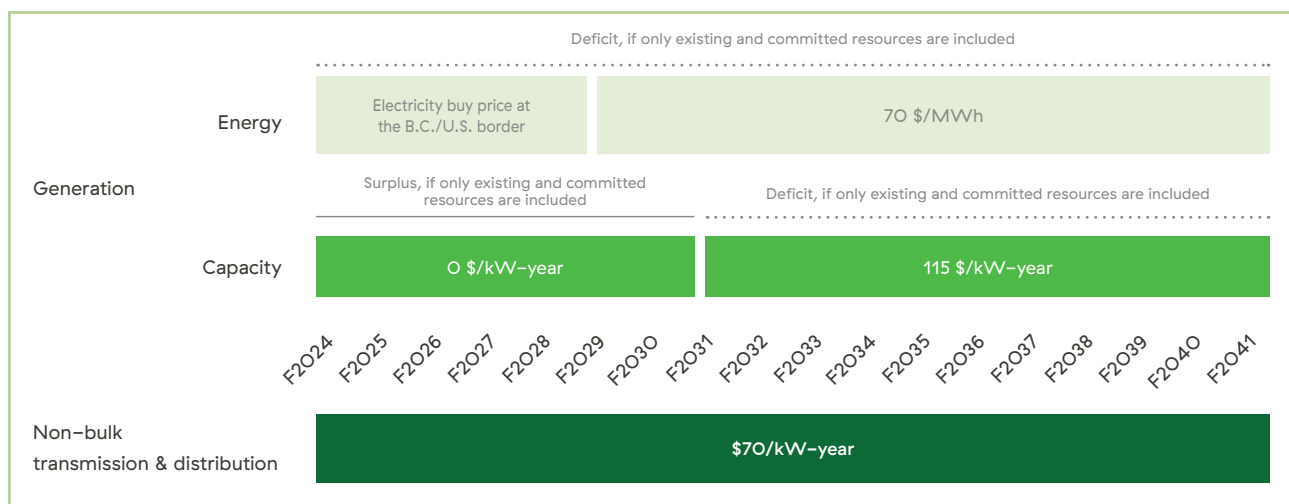 Deficit, if only existing and committed resources are included
Energy
Electricity buy price at
the B.C./U.S. border
70 $/MWh
Generation
Surplus, if only existing and committed
resources are included
Deficit, if only existing and committed resources are included
Capacity
0 $/kW-year
115 $/kW-year
F2024
F2025
F2026
F2027
F2028
F2029
F2030
F2031
F2032
F2033
F2034
F2035
F2036
F2037
F2038
F2039
F2040
F2041
Non-bulk
transmission & distribution
$70/kW-year